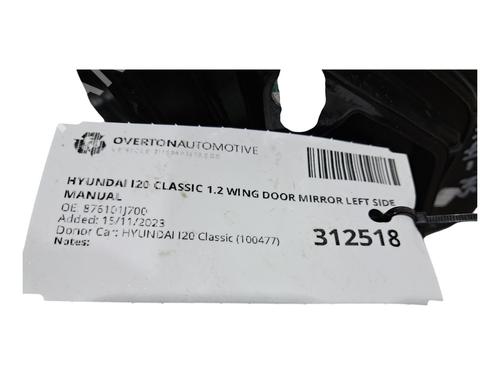 OVERTONAUTOMOTIVE
HYUNDAI I20 CLASSIC 1.2 WING DOOR MIRROR LEFT SIDE
MANUAL
OE: 876101J700
Added: 15/11/2023
Donor Car: HYUNDAI I20 Classic (100477)
Notes:
312518